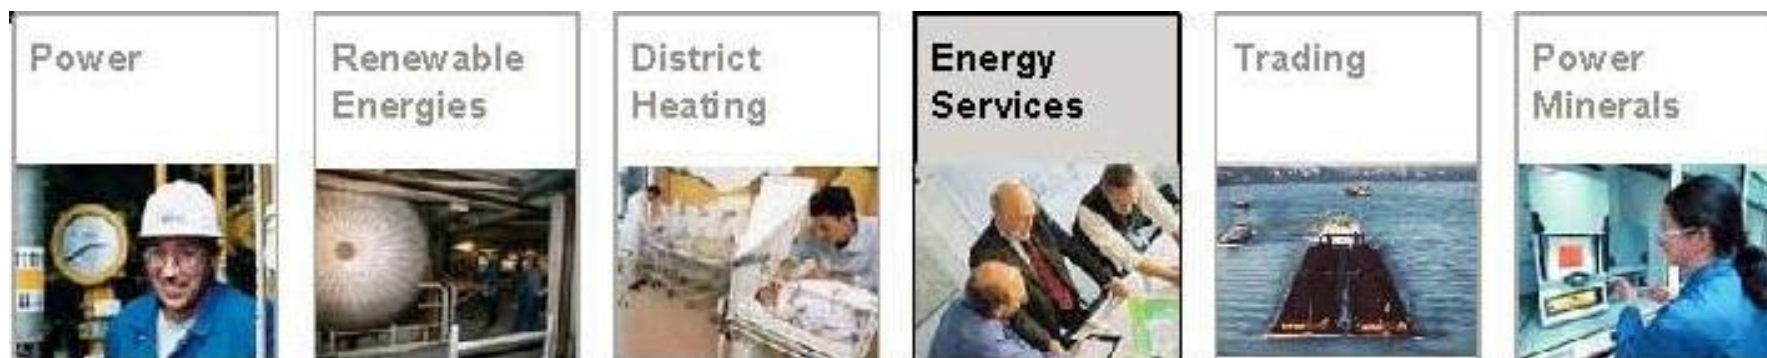 Power
Renewable
Energies
District
Heating
Energy
Services
Trading
Power
Minerals